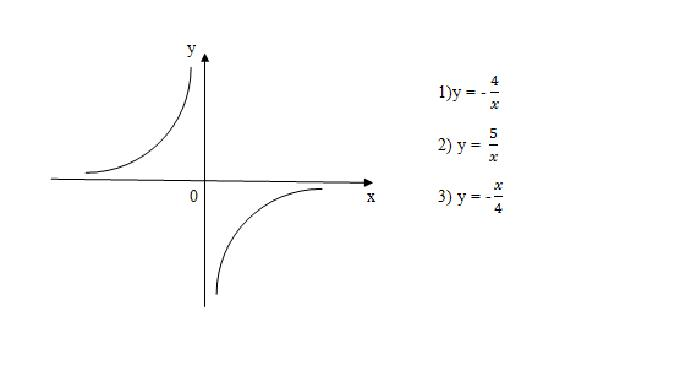 y
1)y = - 4/x
2) y = 5/x
0
x
3) y = - x/4